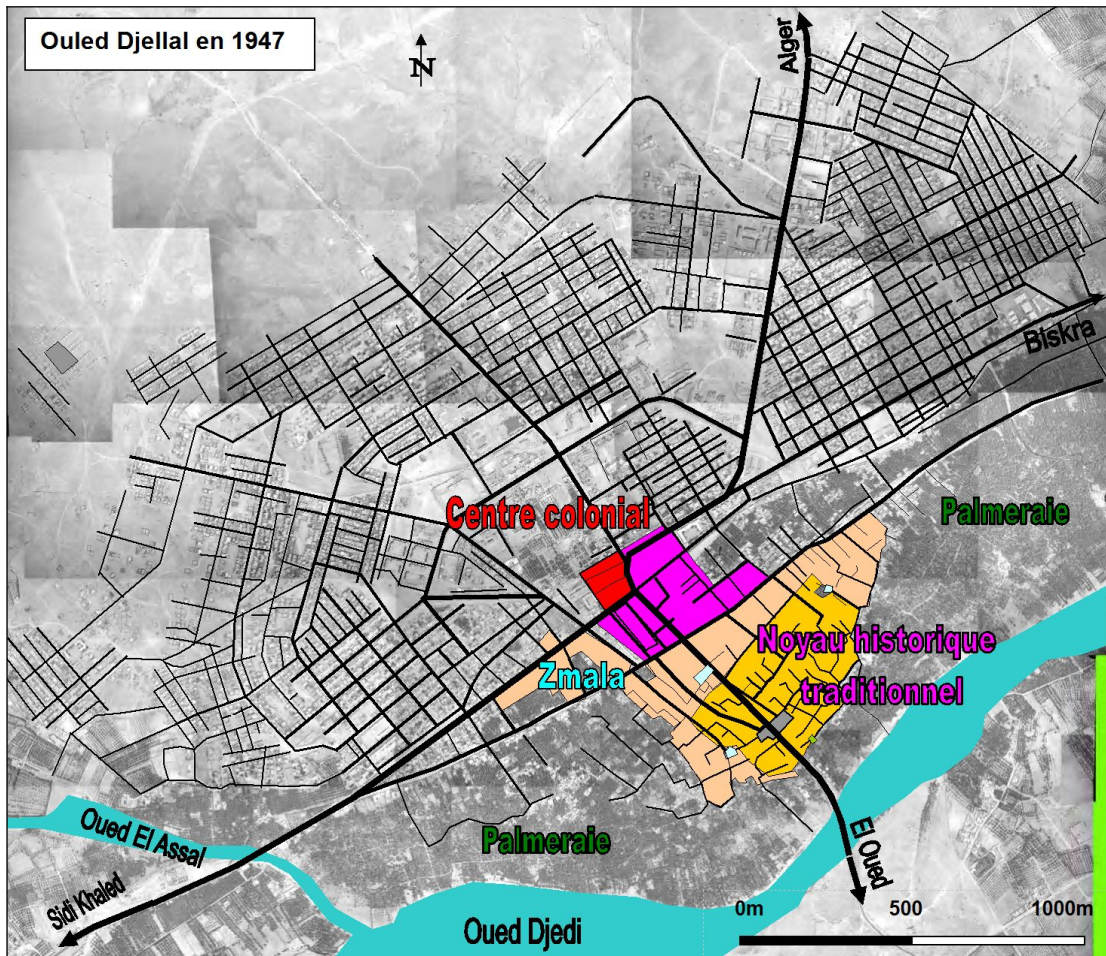 Ouled Djellal en 1947
N
Alger
Biskra
Centre colonial
Palmeraie
Noyau historique
traditionnel
Zmala
Oued El Assal
Palmeraie
El Oued
Sidi Khaled
Oued Djedi
0m 500 1000m